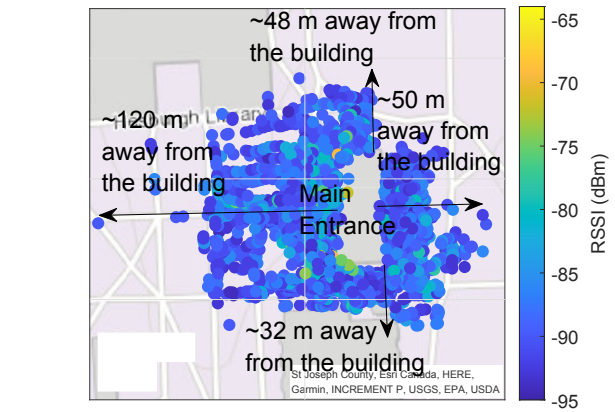 ~48 m away from
the building
-65
-70
-75
-80
-85
-90
-95
RSSI (dBm)
~50 m
away from
the building
~120 m
away from
the building
Library
Main
Entrance
~32 m away
from the building
St Joseph County, Esri Canada, HERE,
Garmin, INCREMENT P, USGS, EPA, USDA